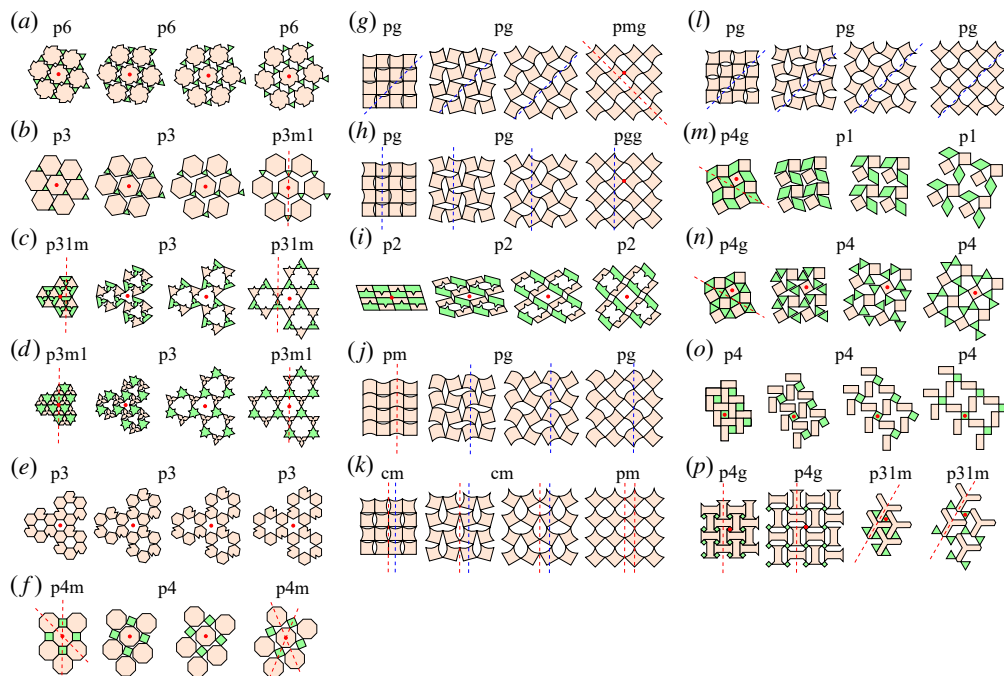 (a) p6 p6 p6
(b) p3 p3 p3m1
(c) p31m p3 p31m
(d) p3m1 p3 p3m1
(e) p3 p3 p3
(f) p4m p4 p4m
(g) pg pg pmg
(h) pg pg pgg
(i) p2 p2 p2
(j) pm pg pg
(k) cm cm pm
(l) pg pg pg
(m) p4g p1 p1
(n) p4g p4 p4
(o) p4 p4 p4
(p) p4g p4g p31m p31m